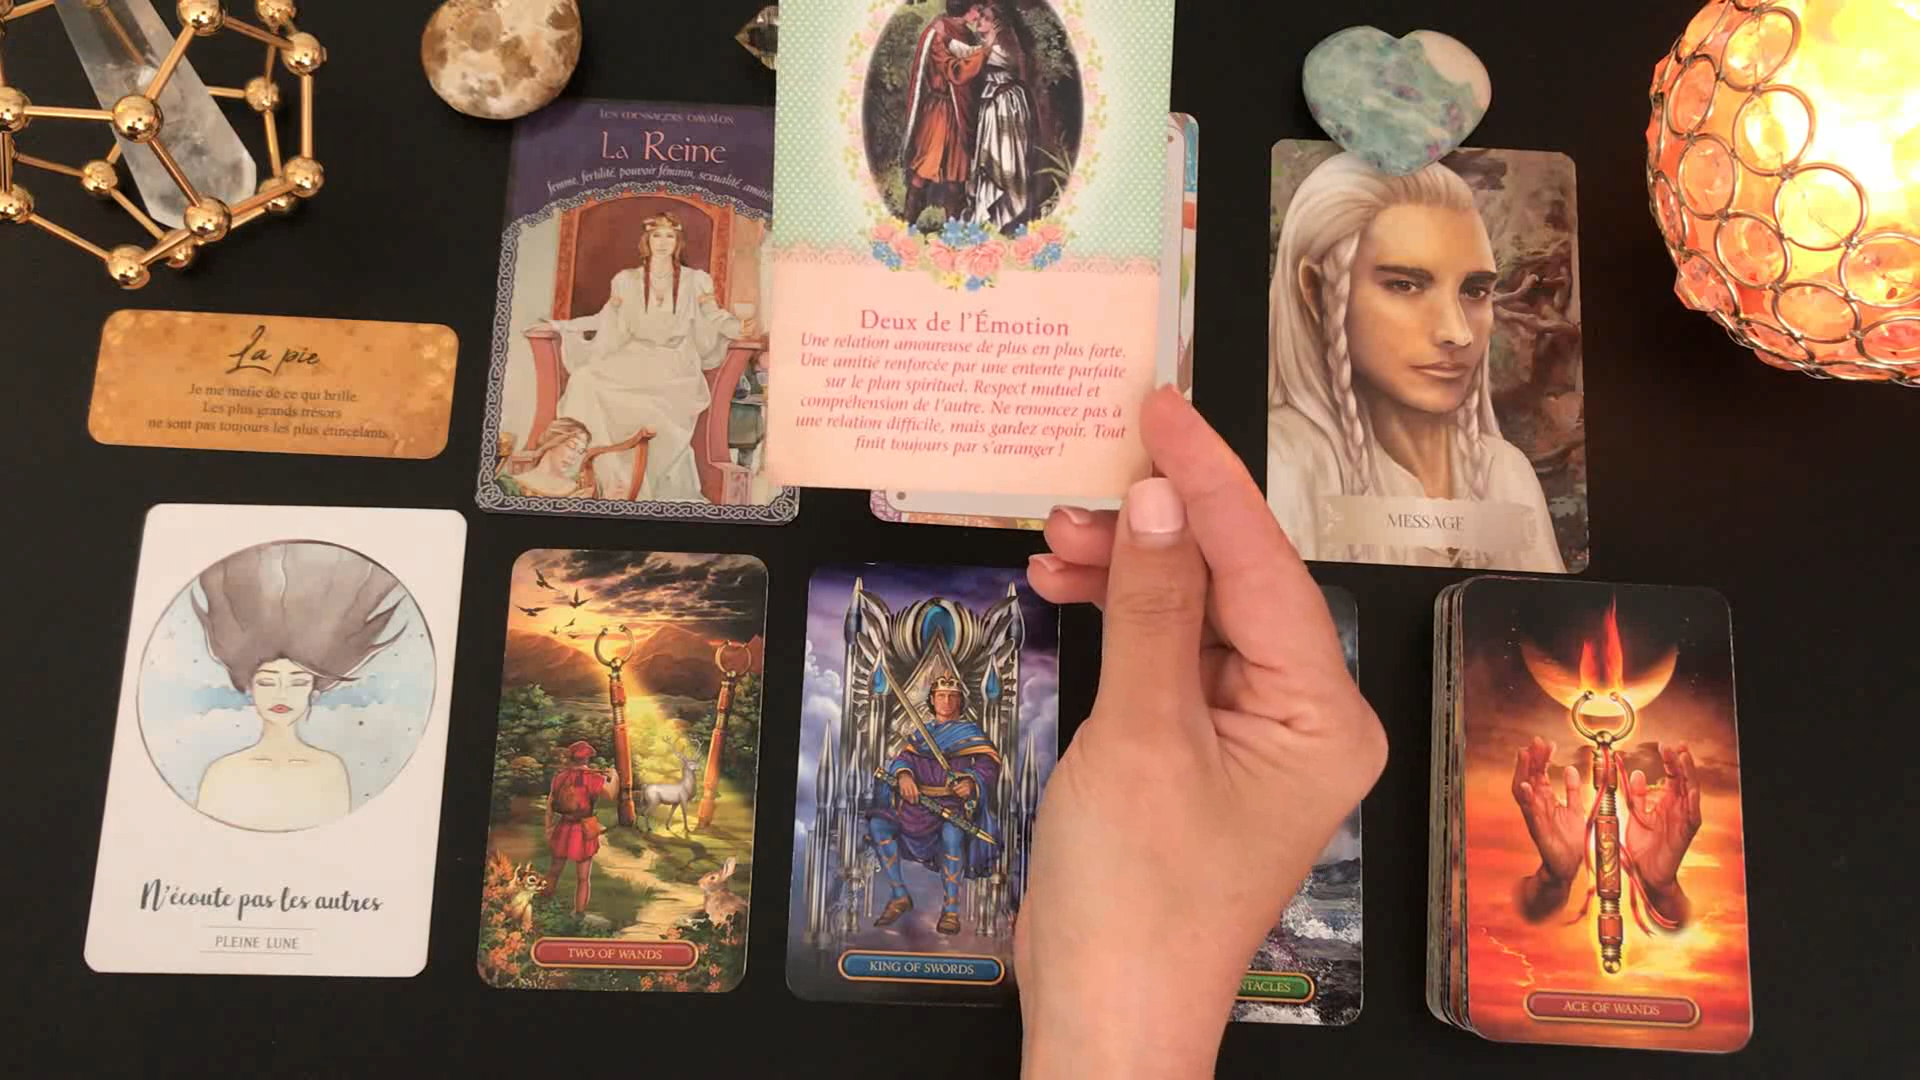 Les Messagers d'Avalon
La Reine
femme, fertilité, pouvoir féminin, sexualité, amitié
Deux de l'Émotion
Une relation amoureuse de plus en plus forte.
Une amitié renforcée par une entente parfaite
sur le plan spirituel. Respect mutuel et
compréhension de l'autre. Ne renoncez pas à
une relation difficile, mais gardez espoir. Tout
finit toujours par s'arranger !
La pie
Je me méfie de ce qui brille.
Les plus grands trésors
ne sont pas toujours les plus étincelants
MESSAGE
N'écoute pas les autres
PLEINE LUNE
TWO OF WANDS
KING OF SWORDS
NTACLES
ACE OF WANDS